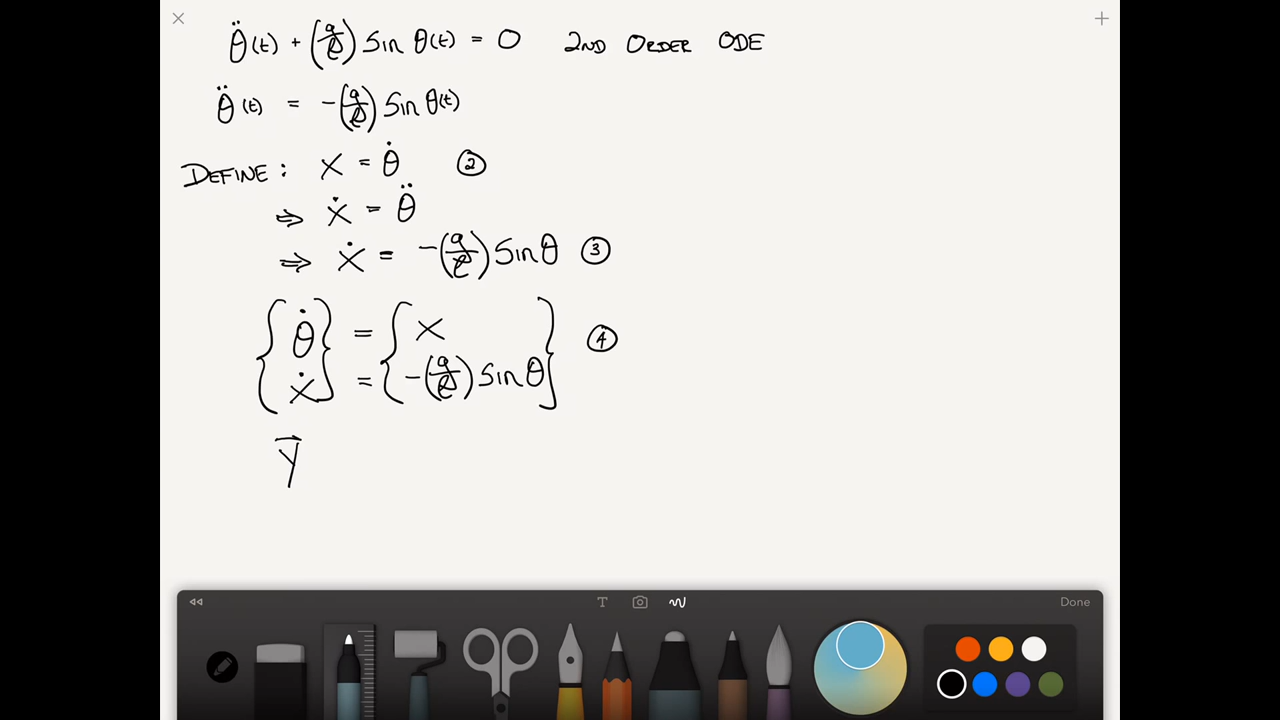 θ̈(t) + (g/ℓ) Sin θ(t) = 0 2ND ORDER ODE
θ̈(t) = -(g/ℓ) Sin θ(t)
DEFINE: x = θ̇ ②
⇒ ẋ = θ̈
⇒ ẋ = -(g/ℓ) Sin θ ③
{θ̇} = {x} ④
{ẋ} = {-(g/ℓ) Sin θ}
y⃗
T Done